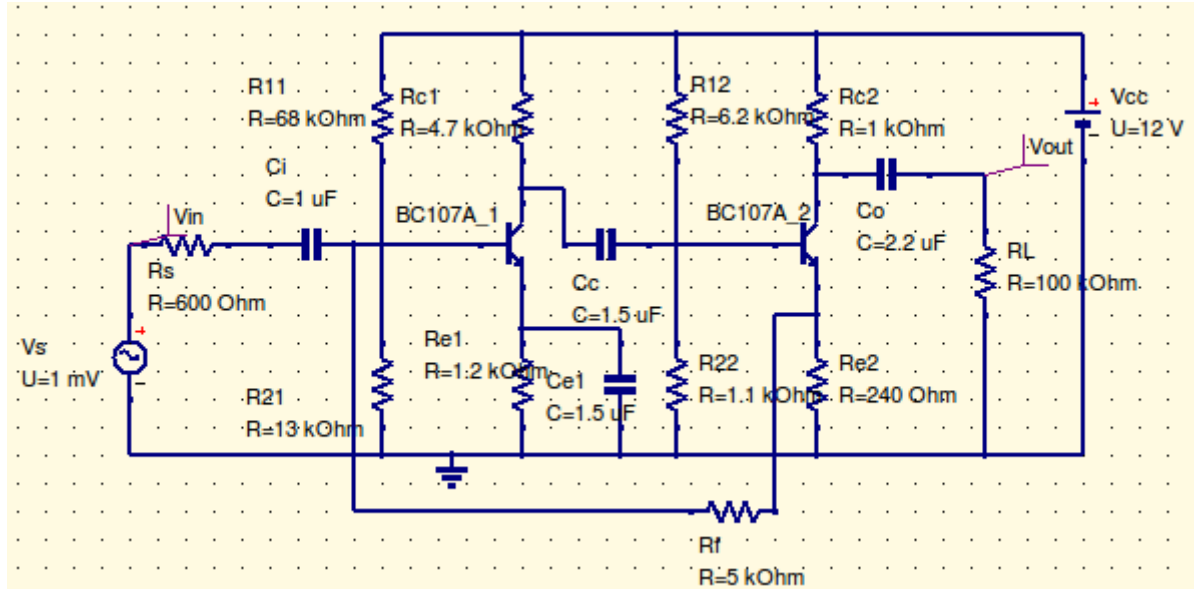 R11
R=68 kOhm
Rc1
R=4.7 kOhm
R12
R=6.2 kOhm
Rc2
R=1 kOhm
Vcc
U=12 V
Vout
Ci
C=1 uF
Vin
BC107A_1
BC107A_2
Co
C=2.2 uF
Rs
R=600 Ohm
Cc
C=1.5 uF
RL
R=100 kOhm
Vs
U=1 mV
Re1
R=1.2 kOhm
Ce1
C=1.5 uF
R22
R=1.1 kOhm
Re2
R=240 Ohm
R21
R=13 kOhm
Rf
R=5 kOhm